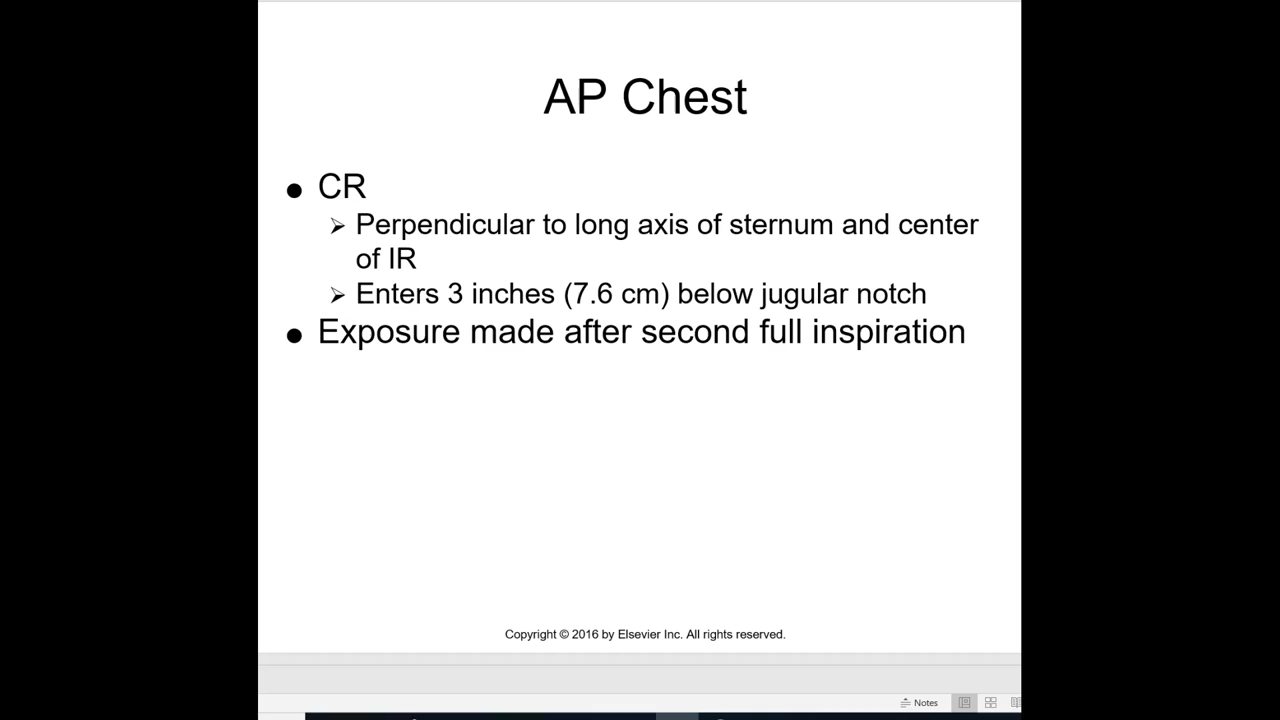 AP Chest
● CR
➢ Perpendicular to long axis of sternum and center
of IR
➢ Enters 3 inches (7.6 cm) below jugular notch
● Exposure made after second full inspiration
Copyright © 2016 by Elsevier Inc. All rights reserved.
Notes